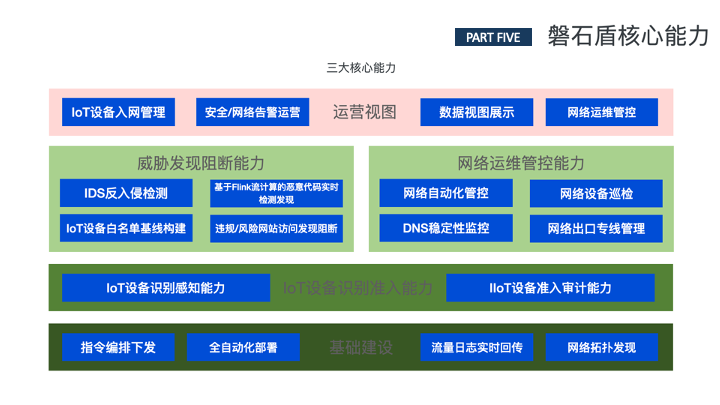 PART FIVE 磐石盾核心能力
三大核心能力
IoT设备入网管理 安全/网络告警运营 运营视图 数据视图展示 网络运维管控
威胁发现阻断能力 网络运维管控能力
IDS反入侵检测 基于Flink流计算的恶意代码实时
检测发现 网络自动化管控 网络设备巡检
IoT设备白名单基线构建 违规/风险网站访问发现阻断 DNS稳定性监控 网络出口专线管理
IoT设备识别感知能力 IoT设备识别准入能力 IIoT设备准入审计能力
指令编排下发 全自动化部署 基础建设 流量日志实时回传 网络拓扑发现